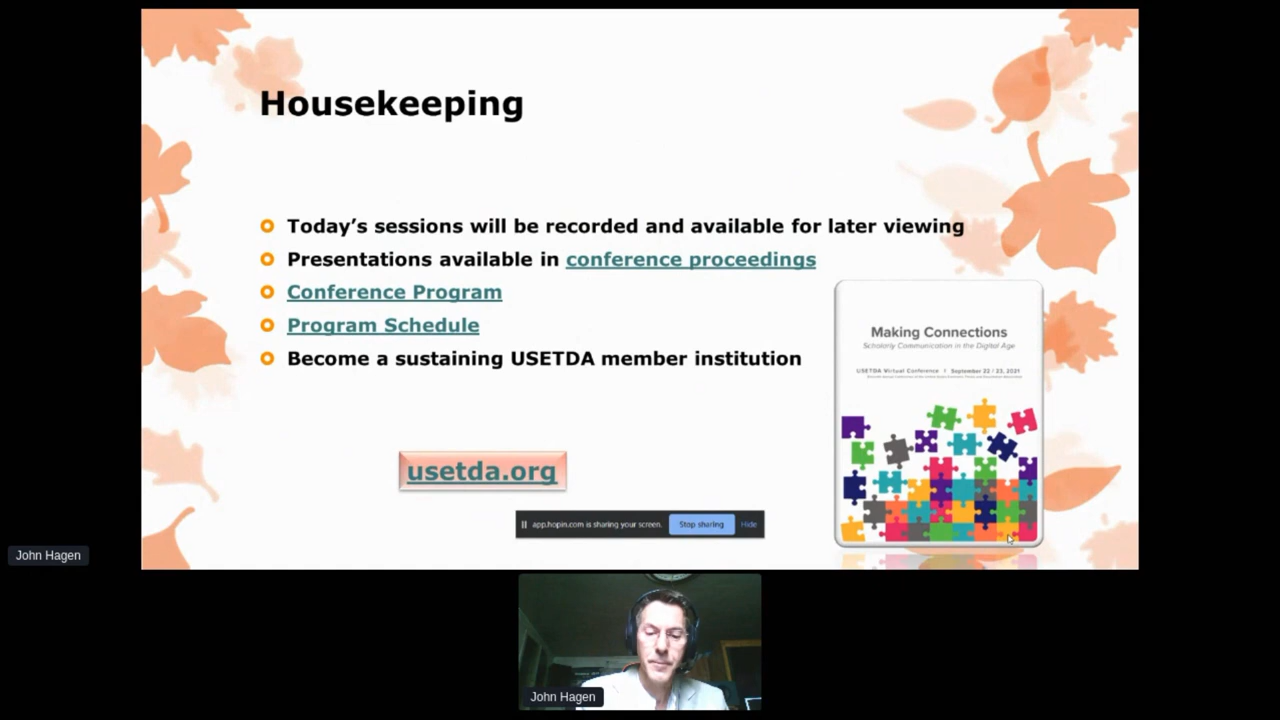 Housekeeping
Today's sessions will be recorded and available for later viewing
Presentations available in conference proceedings
Conference Program
Program Schedule
Become a sustaining USETDA member institution
Making Connections
Scholarly Communication in the Digital Age
USETDA Virtual Conference | September 22 / 23, 2021
usetda.org
app.hopin.com is sharing your screen.
Stop sharing
Hide
John Hagen
John Hagen